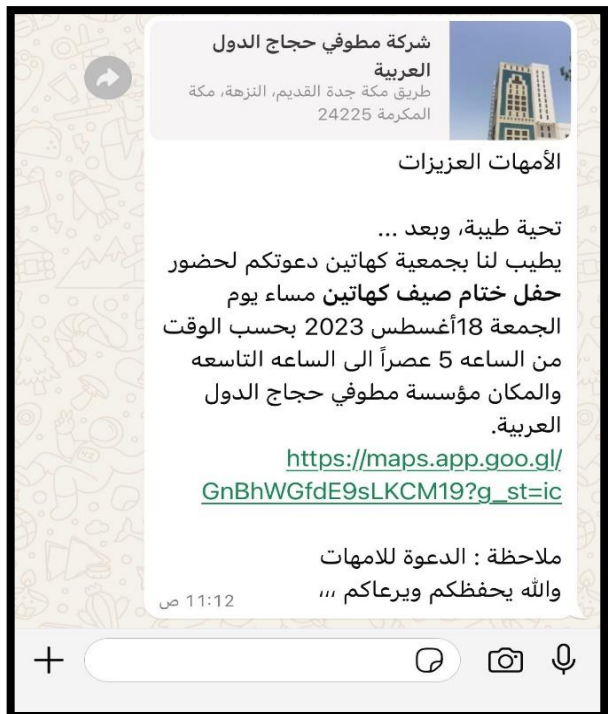 شركة مطوفي حجاج الدول
العربية
طريق مكة جدة القديم، النزهة، مكة
المكرمة 24225
الأمهات العزيزات
تحية طيبة، وبعد ...
يطيب لنا بجمعية كهاتين دعوتكم لحضور
حفل ختام صيف كهاتين مساء يوم
الجمعة 18أغسطس 2023 بحسب الوقت
من الساعه 5 عصراً الى الساعه التاسعه
والمكان مؤسسة مطوفي حجاج الدول
العربية.
https://maps.app.goo.gl/
GnBhWGfdE9sLKCM19?g_st=ic
ملاحظة : الدعوة للامهات
والله يحفظكم ويرعاكم ,,,
11:12 ص